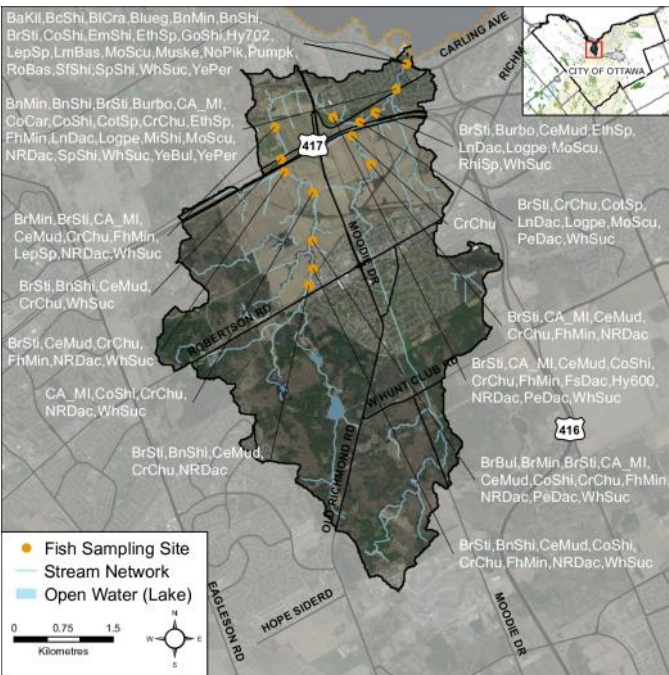 BaKil,BcShi,BlCra,Blueg,BnMin,BnShi,
BrSti,CoShi,EmShi,EthSp,GoShi,Hy702,
LepSp,LmBas,MoScu,Muske,NoPik,Pumpk,
RoBas,SfShi,SpShi,WhSuc,YePer
CARLING AVE
RICHM
CITY OF OTTAWA
BnMin,BnShi,BrSti,Burbo,CA_MI,
CoCar,CoShi,CotSp,CrChu,EthSp,
FhMin,LnDac,Logpe,MiShi,MoScu,
NRDac,SpShi,WhSuc,YeBul,YePer
417
BrSti,Burbo,CeMud,EthSp,
LnDac,Logpe,MoScu,
RhiSp,WhSuc
BrSti,CrChu,CotSp,
LnDac,Logpe,MoScu,
PeDac,WhSuc
BrMin,BrSti,CA_MI,
CeMud,CrChu,FhMin,
LepSp,NRDac,WhSuc
CrChu
MOODIE DR
BrSti,BnShi,CeMud,
CrChu,WhSuc
BrSti,CA_MI,CeMud,
CrChu,FhMin,NRDac
ROBERTSON RD
BrSti,CeMud,CrChu,
FhMin,NRDac,WhSuc
BrSti,CA_MI,CeMud,CoShi,
CrChu,FhMin,FsDac,Hy600,
NRDac,PeDac,WhSuc
W HUNT CLUB RD
CA_MI,CoShi,CrChu,
NRDac,WhSuc
416
BrSti,BnShi,CeMud,
CrChu,NRDac
OLD RICHMOND RD
BrBul,BrMin,BrSti,CA_MI,
CeMud,CoShi,CrChu,FhMin,
NRDac,PeDac,WhSuc
BrSti,BnShi,CeMud,CoShi,
CrChu,FhMin,NRDac,WhSuc
Fish Sampling Site
Stream Network
Open Water (Lake)
0 0.75 1.5
Kilometres
N
W E
S
EAGLESON RD
HOPE SIDERD
MOODIE DR